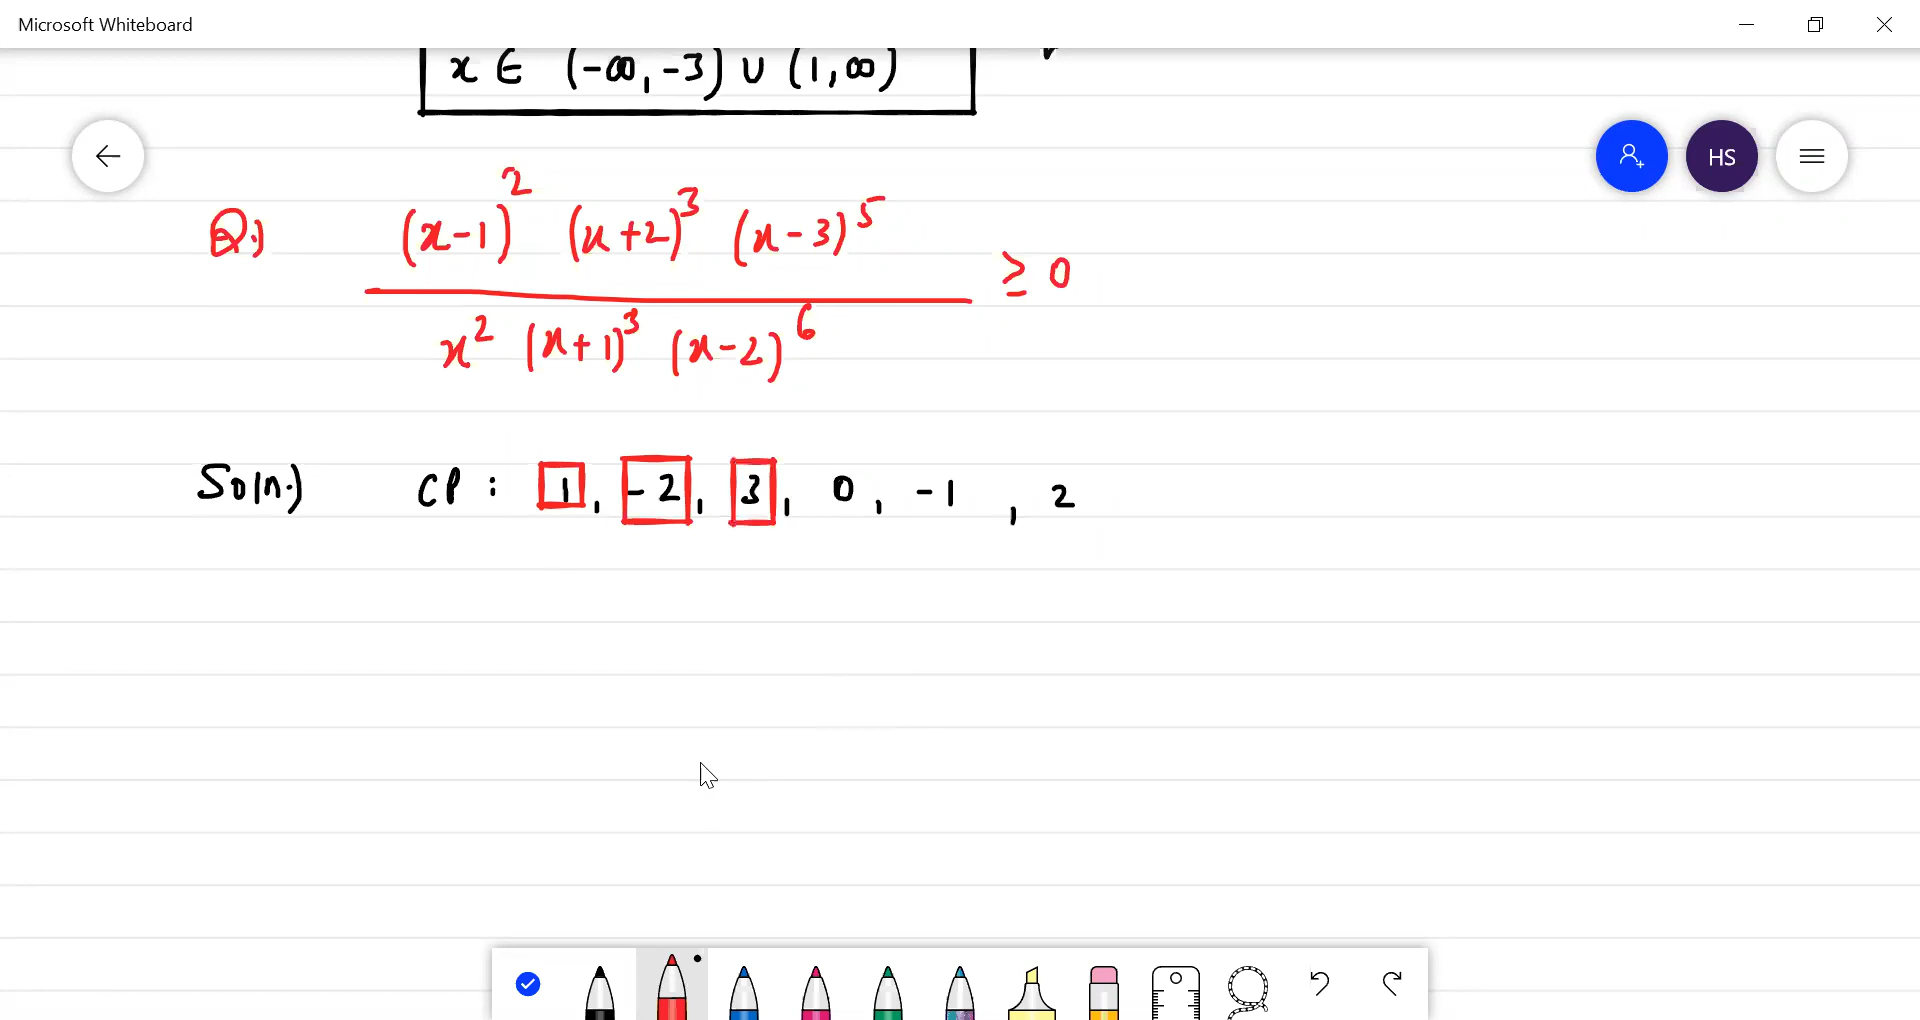 Microsoft Whiteboard
x ∈ (-∞, -3) ∪ (1, ∞)
HS
Q.) (x-1)² (x+2)³ (x-3)⁵
≥ 0
x² (x+1)³ (x-2)⁶
Soln.) CP : 1, -2, 3, 0, -1, 2